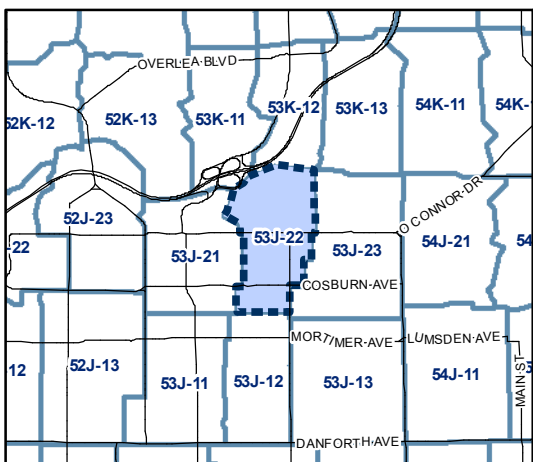 OVERLEA BLVD
52K-12
52K-13
53K-11
53K-12
53K-13
54K-11
54K-
52J-23
-22
53J-21
53J-22
53J-23
O CONNOR DR
54J-21
54
COSBURN AVE
MORTIMER AVE
LUMSDEN AVE
12
52J-13
53J-11
53J-12
53J-13
54J-11
MAIN ST
5
DANFORTH AVE